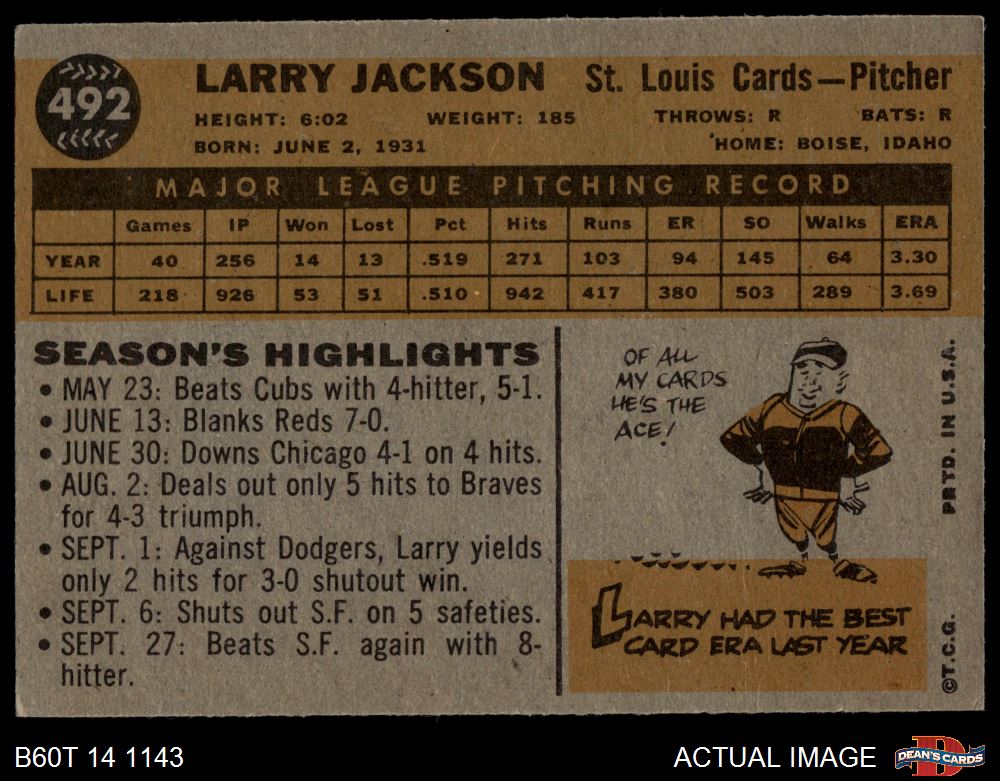 492
LARRY JACKSON St. Louis Cards—Pitcher
HEIGHT: 6:02 WEIGHT: 185 THROWS: R BATS: R
BORN: JUNE 2, 1931 HOME: BOISE, IDAHO
MAJOR LEAGUE PITCHING RECORD
Games IP Won Lost Pct Hits Runs ER SO Walks ERA
YEAR 40 256 14 13 .519 271 103 94 145 64 3.30
LIFE 218 926 53 51 .510 942 417 380 503 289 3.69
SEASON'S HIGHLIGHTS
• MAY 23: Beats Cubs with 4-hitter, 5-1.
• JUNE 13: Blanks Reds 7-0.
• JUNE 30: Downs Chicago 4-1 on 4 hits.
• AUG. 2: Deals out only 5 hits to Braves
for 4-3 triumph.
• SEPT. 1: Against Dodgers, Larry yields
only 2 hits for 3-0 shutout win.
• SEPT. 6: Shuts out S.F. on 5 safeties.
• SEPT. 27: Beats S.F. again with 8-
hitter.
OF ALL
MY CARDS
HE'S THE
ACE!
LARRY HAD THE BEST
CARD ERA LAST YEAR
©T.C.G. PRTD. IN U.S.A.
B60T 14 1143 ACTUAL IMAGE
DEAN'S CARDS